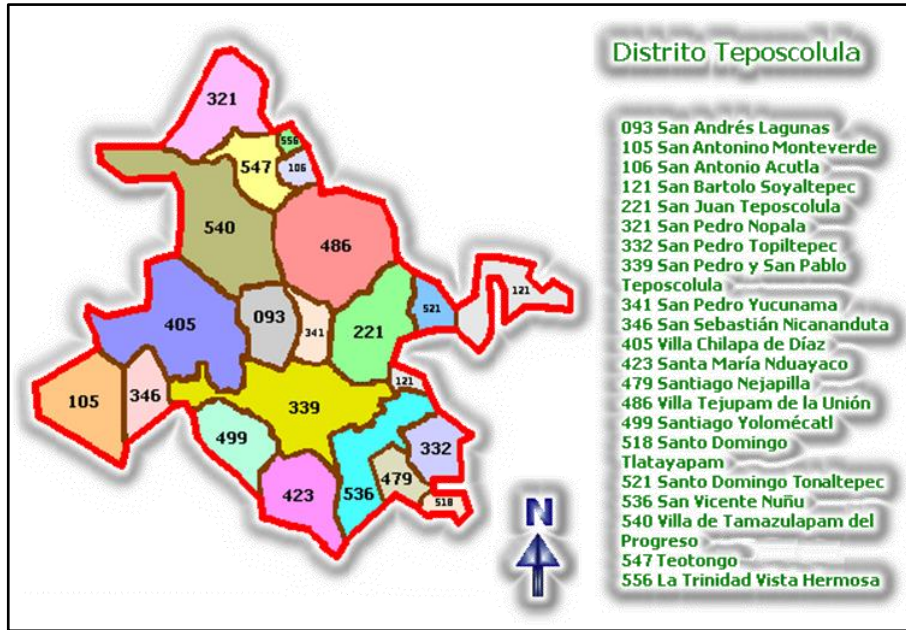 Distrito Teposcolula
321
556
547
106
540
486
121
521
093
341
221
405
121
105
346
339
499
332
479
423
536
518
N
093 San Andrés Lagunas
105 San Antonino Monteverde
106 San Antonio Acutla
121 San Bartolo Soyaltepec
221 San Juan Teposcolula
321 San Pedro Nopala
332 San Pedro Topiltepec
339 San Pedro y San Pablo
Teposcolula
341 San Pedro Yucunama
346 San Sebastián Nicananduta
405 Villa Chilapa de Díaz
423 Santa María Nduayaco
479 Santiago Nejapilla
486 Villa Tejupam de la Unión
499 Santiago Yolomécatl
518 Santo Domingo
Tlatayapam
521 Santo Domingo Tonaltepec
536 San Vicente Nuñu
540 Villa de Tamazulapam del
Progreso
547 Teotongo
556 La Trinidad Vista Hermosa